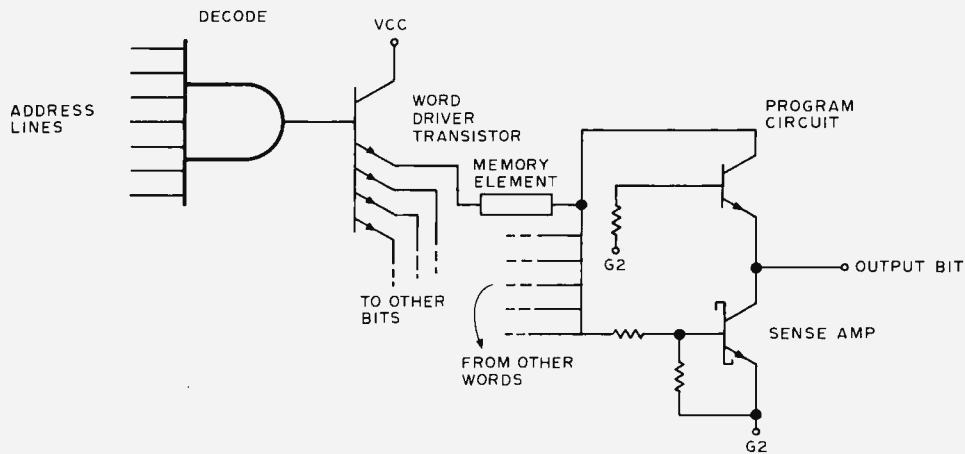 DECODE
ADDRESS
LINES
VCC
WORD
DRIVER
TRANSISTOR
MEMORY
ELEMENT
PROGRAM
CIRCUIT
G2
OUTPUT BIT
TO OTHER
BITS
FROM OTHER
WORDS
SENSE AMP
G2